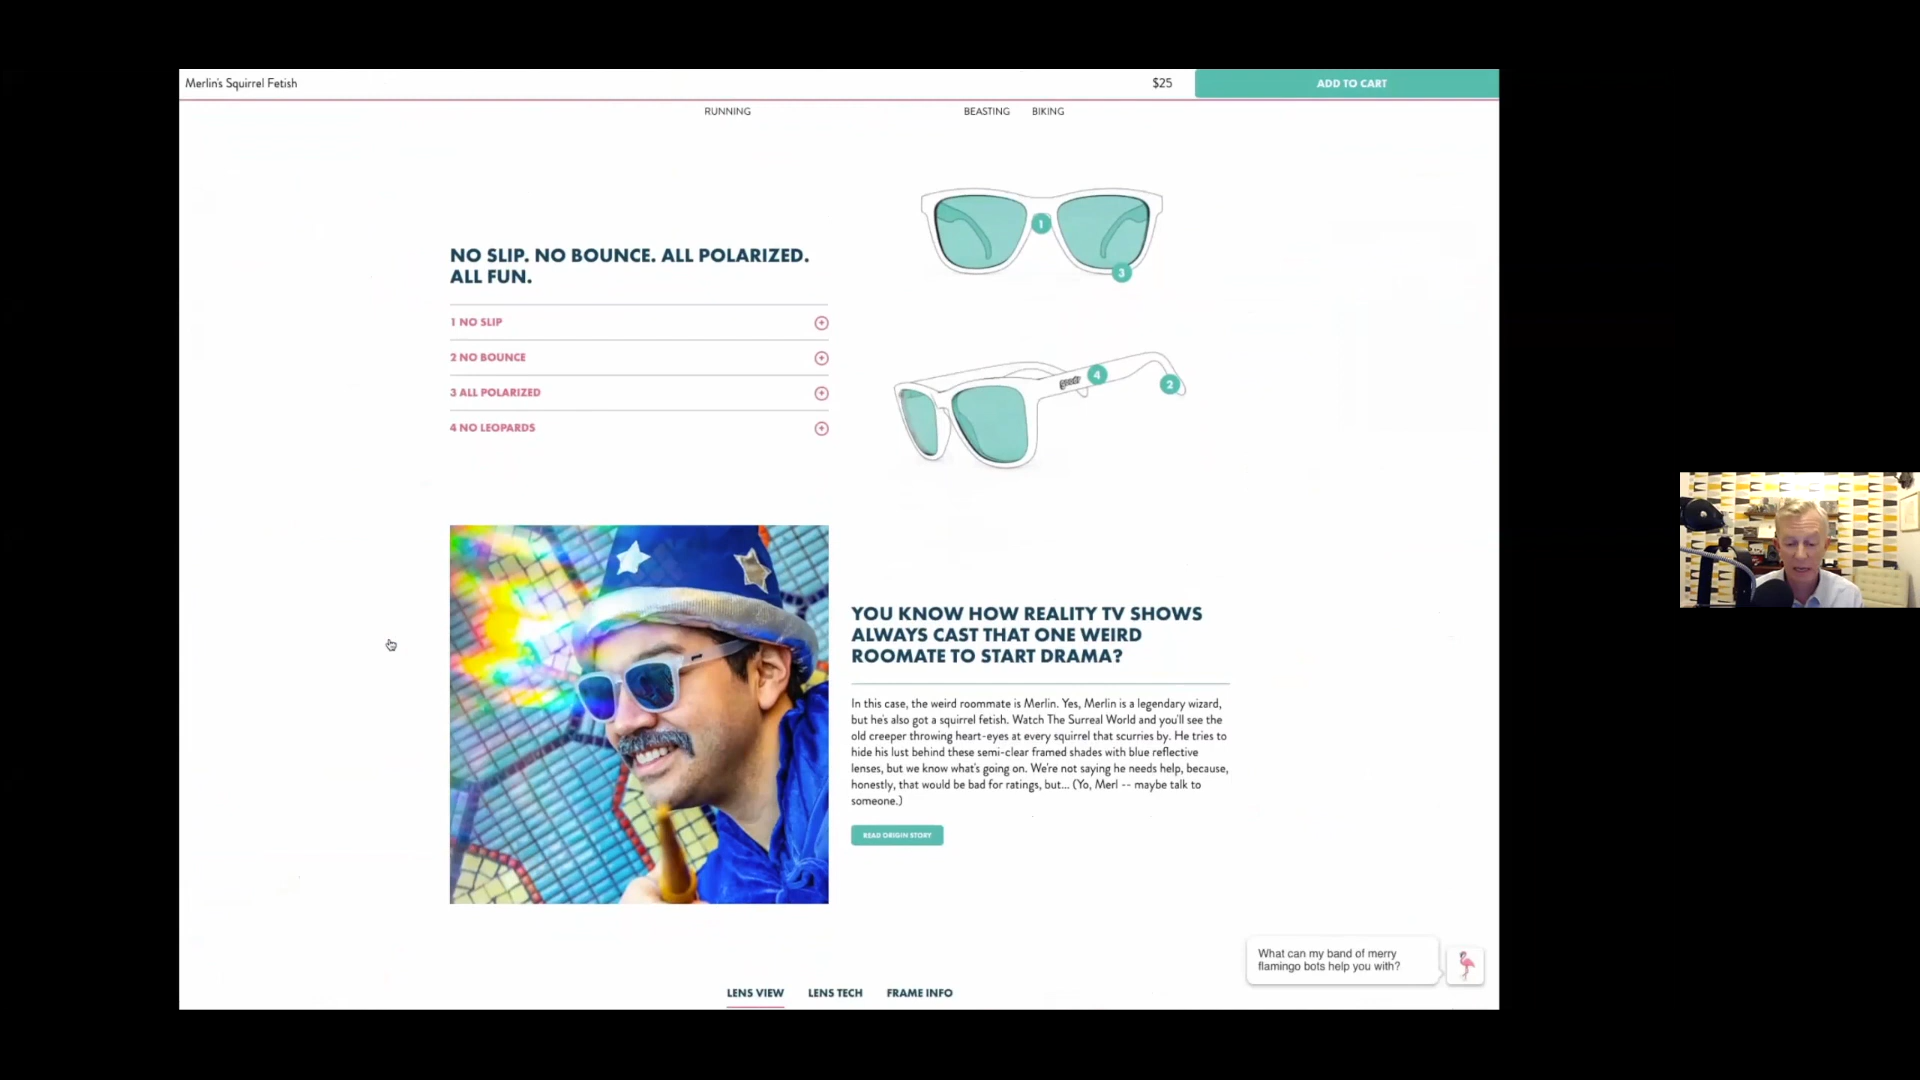 Merlin's Squirrel Fetish
$25
ADD TO CART
RUNNING
BEASTING
BIKING
NO SLIP. NO BOUNCE. ALL POLARIZED.
ALL FUN.
1 NO SLIP
2 NO BOUNCE
3 ALL POLARIZED
4 NO LEOPARDS
1
3
goodr
4
2
YOU KNOW HOW REALITY TV SHOWS
ALWAYS CAST THAT ONE WEIRD
ROOMATE TO START DRAMA?
In this case, the weird roommate is Merlin. Yes, Merlin is a legendary wizard,
but he's also got a squirrel fetish. Watch The Surreal World and you'll see the
old creeper throwing heart-eyes at every squirrel that scurries by. He tries to
hide his lust behind these semi-clear framed shades with blue reflective
lenses, but we know what's going on. We're not saying he needs help, because,
honestly, that would be bad for ratings, but... (Yo, Merl -- maybe talk to
someone.)
READ ORIGIN STORY
What can my band of merry
flamingo bots help you with?
LENS VIEW
LENS TECH
FRAME INFO